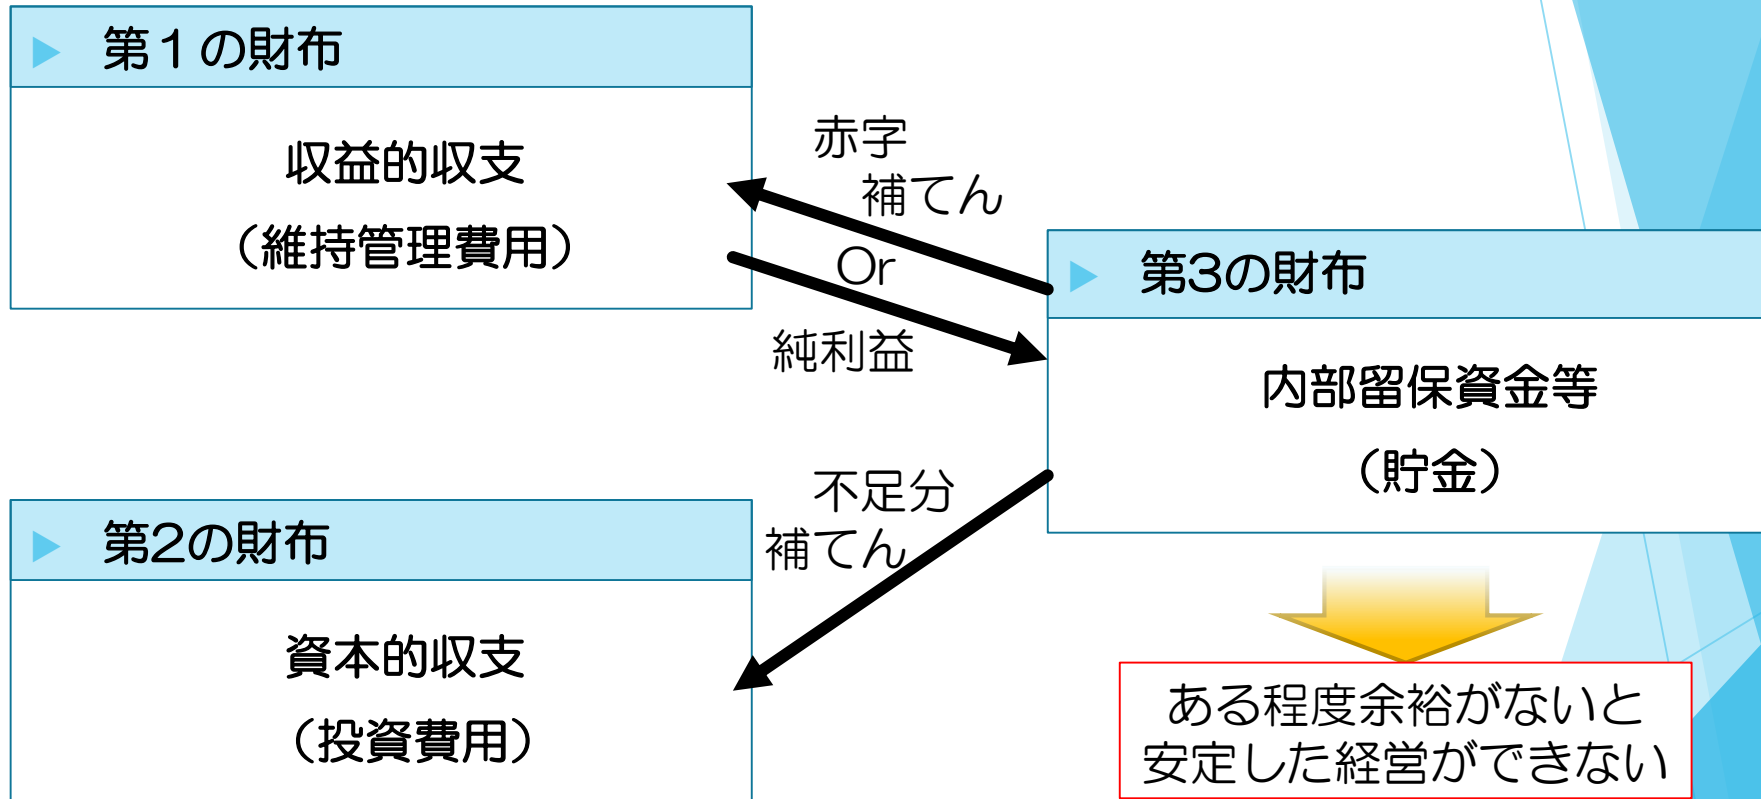 第１の財布
収益的収支
（維持管理費用）
赤字
補てん
Or
純利益
第3の財布
内部留保資金等
（貯金）
不足分
補てん
第2の財布
資本的収支
（投資費用）
ある程度余裕がないと
安定した経営ができない